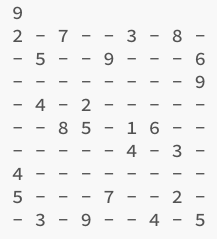 9
2 - 7 - - 3 - 8 -
- 5 - - 9 - - - 6
- - - - - - - - 9
- 4 - 2 - - - - -
- - 8 5 - 1 6 - -
- - - - - 4 - 3 -
4 - - - - - - - -
5 - - - 7 - - 2 -
- 3 - 9 - - 4 - 5